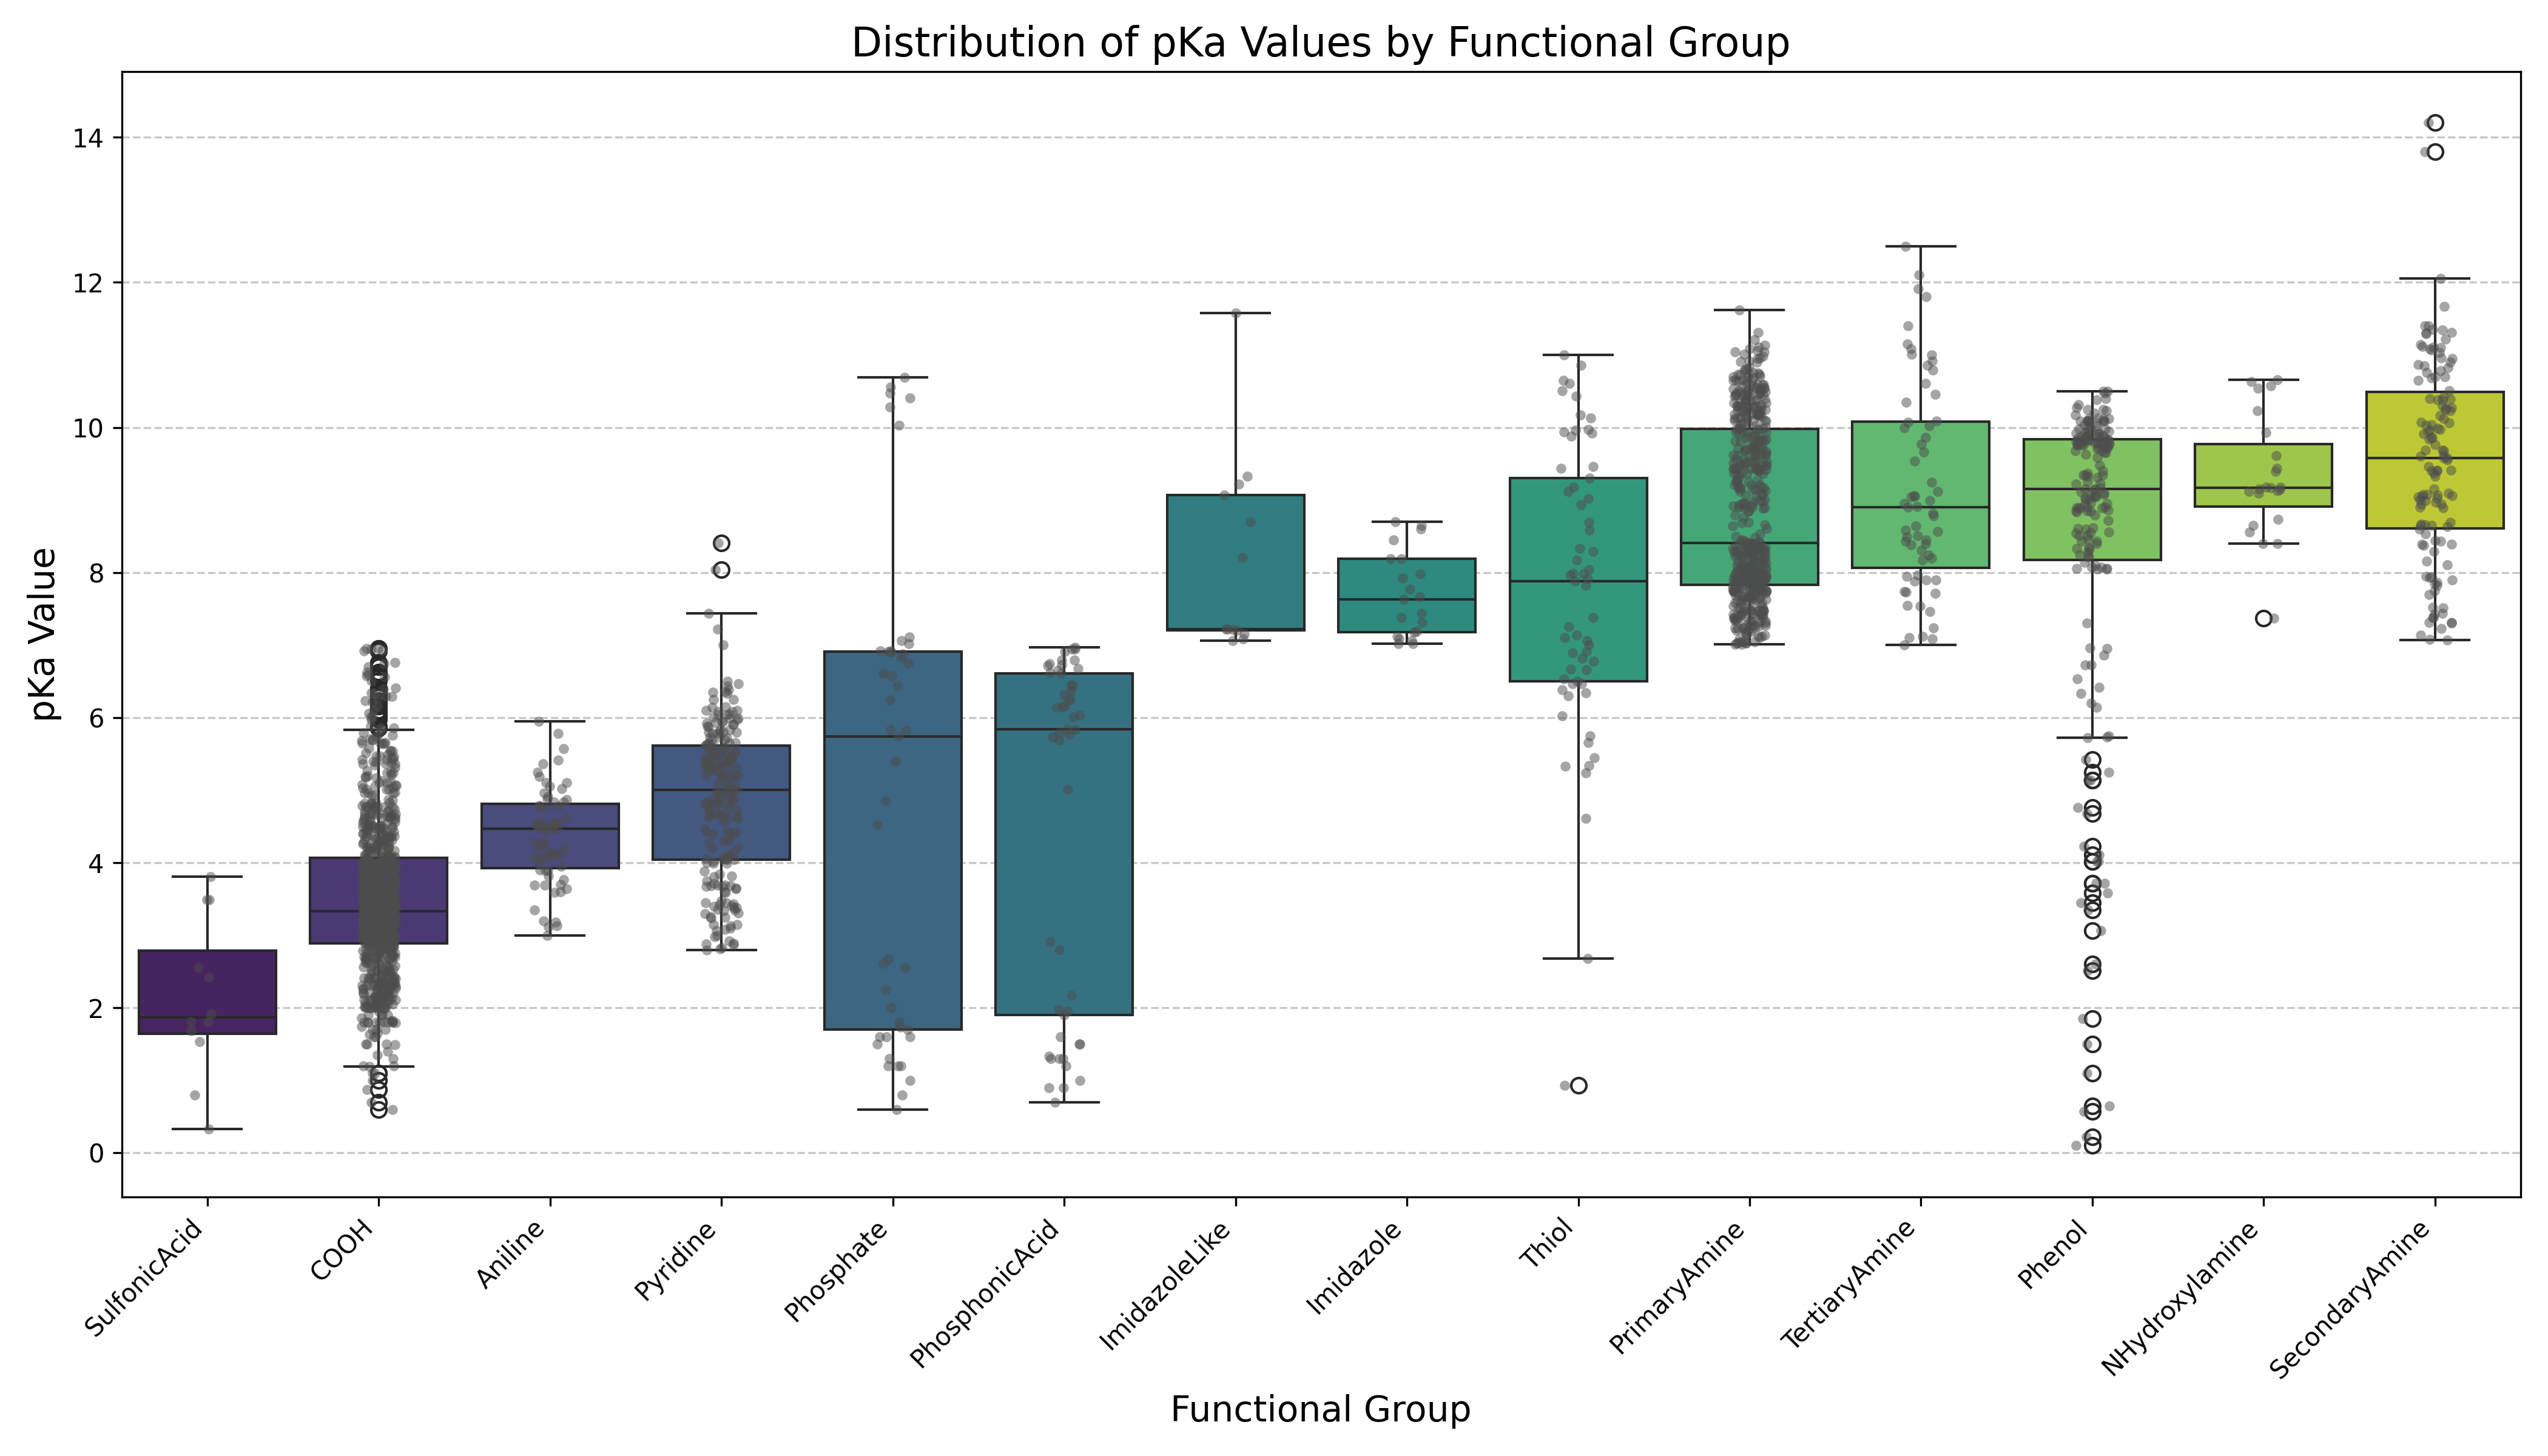 Distribution of pKa Values by Functional Group
pKa Value
14
12
10
8
6
4
2
0
SulfonicAcid
COOH
Aniline
Pyridine
Phosphate
PhosphonicAcid
ImidazoleLike
Imidazole
Thiol
PrimaryAmine
TertiaryAmine
Phenol
NHydroxylamine
SecondaryAmine
Functional Group